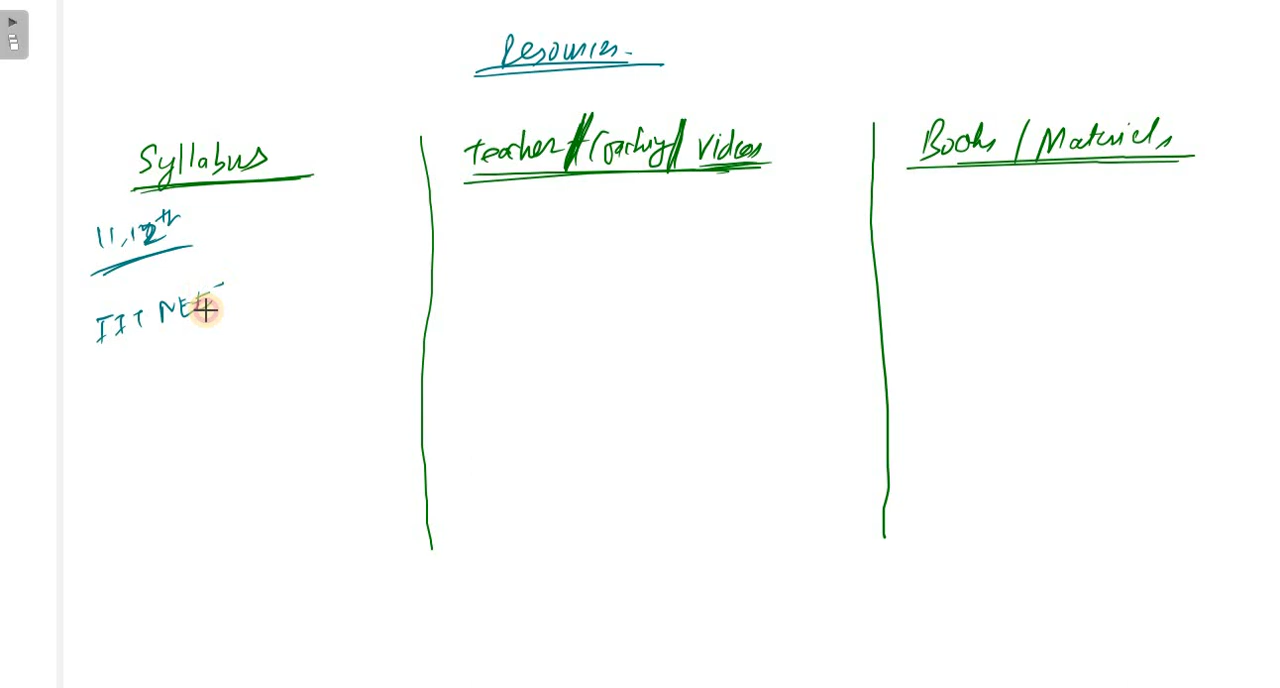 Resources.
Syllabus
Teacher / Coaching / Videos
Books / Materials
11, 12th
IIT NEET